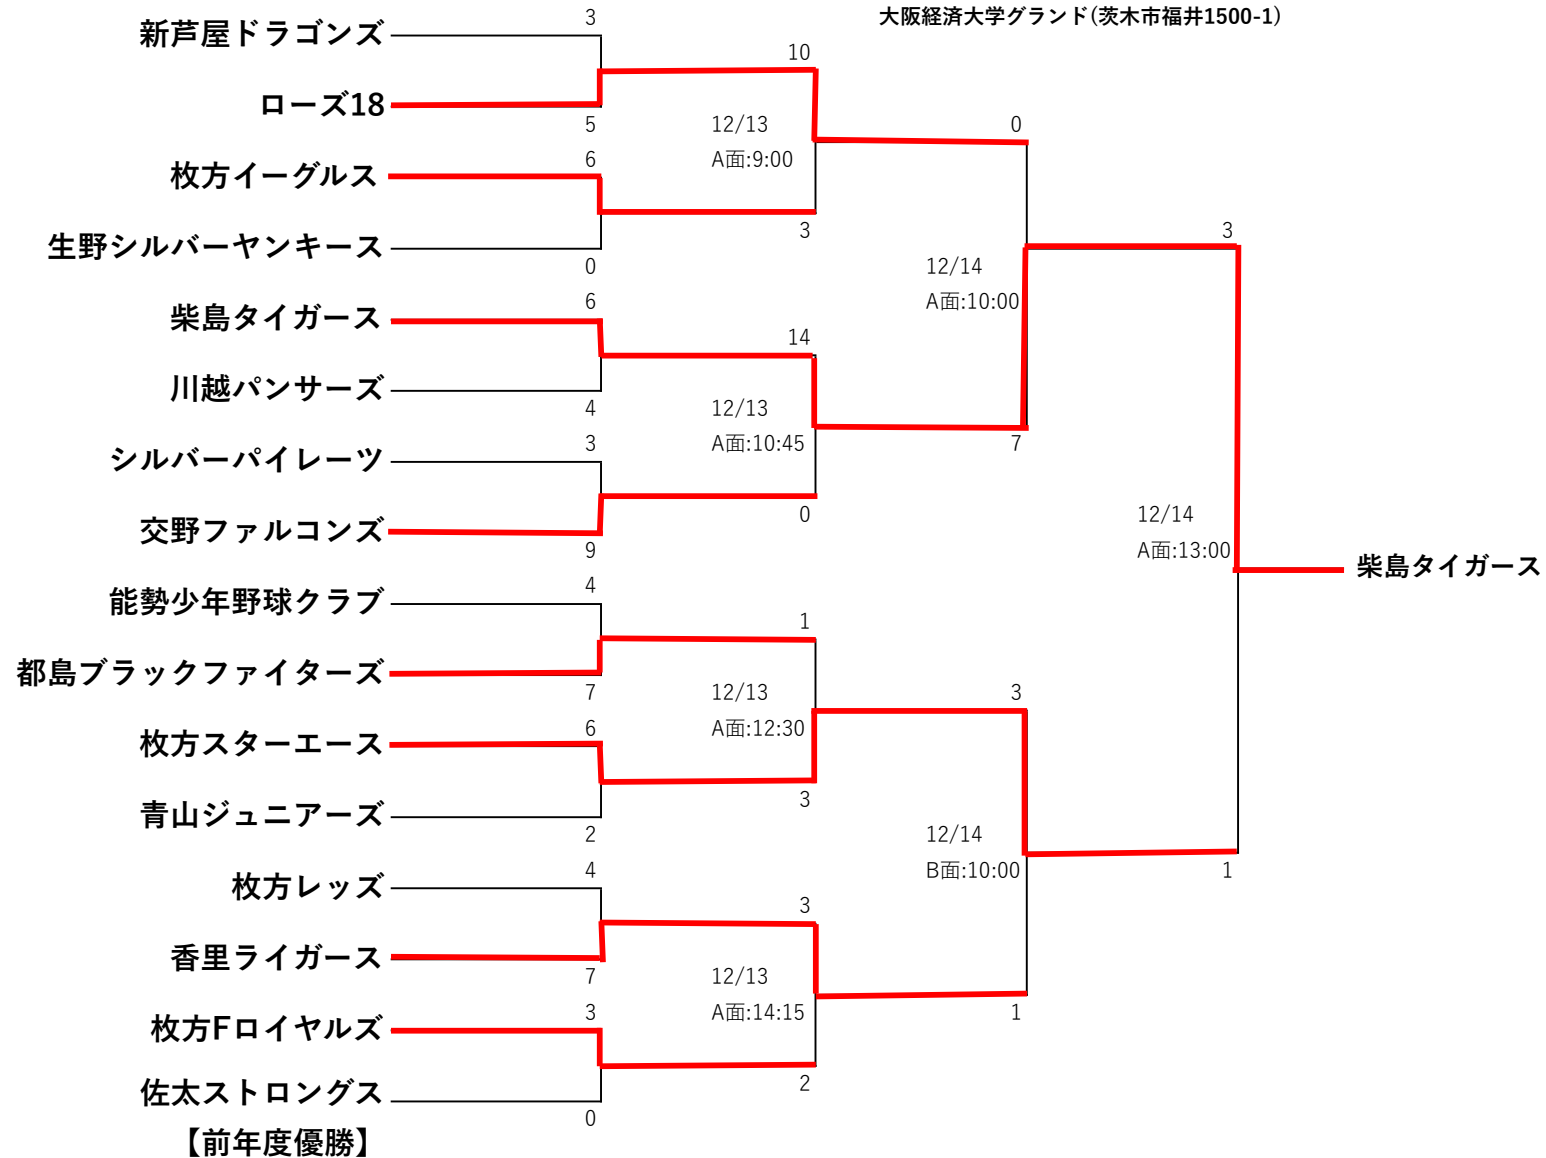 大阪経済大学グランド(茨木市福井1500-1)
3
新芦屋ドラゴンズ
10
ローズ18
5
12/13
0
6
A面:9:00
枚方イーグルス
3
3
生野シルバーヤンキース
0
12/14
6
A面:10:00
柴島タイガース
14
川越パンサーズ
4
12/13
3
A面:10:45
7
シルバーパイレーツ
0
12/14
交野ファルコンズ
9
A面:13:00
柴島タイガース
4
能勢少年野球クラブ
1
都島ブラックファイターズ
7
12/13
3
6
A面:12:30
枚方スターエース
3
青山ジュニアーズ
2
12/14
4
B面:10:00
1
枚方レッズ
3
香里ライガース
7
12/13
3
A面:14:15
1
枚方Fロイヤルズ
2
佐太ストロングス
0
【前年度優勝】